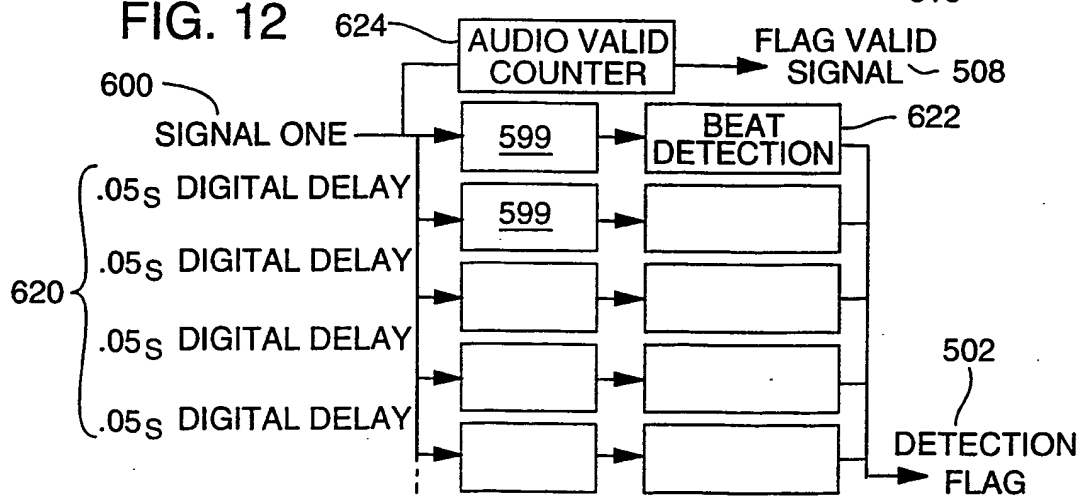 FIG. 12
624
AUDIO VALID
COUNTER
FLAG VALID
SIGNAL
508
600
SIGNAL ONE
599
BEAT
DETECTION
622
.05s DIGITAL DELAY
599
.05s DIGITAL DELAY
620
.05s DIGITAL DELAY
.05s DIGITAL DELAY
502
DETECTION
FLAG